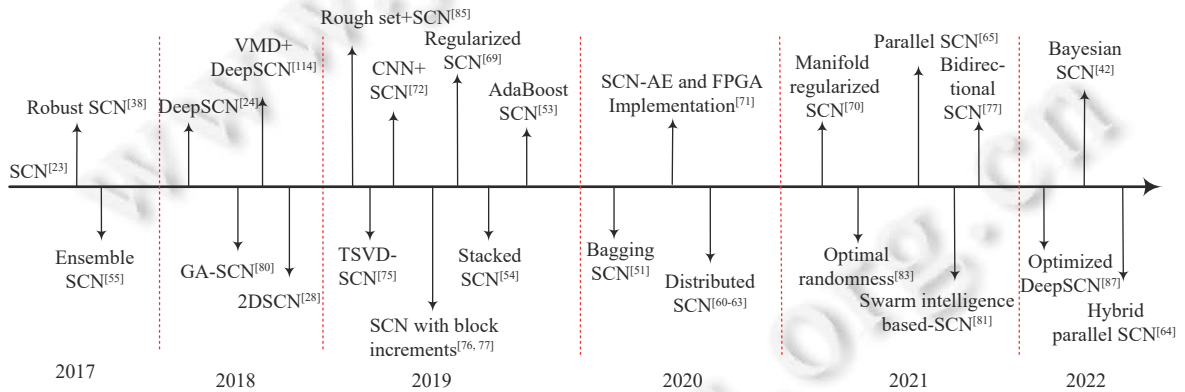 SCN[23]
Robust SCN[38]
Ensemble
SCN[55]
2017
DeepSCN[24]
VMD+
DeepSCN[114]
GA-SCN[80]
2DSCN[28]
2018
Rough set+SCN[85]
CNN+
SCN[72]
Regularized
SCN[69]
AdaBoost
SCN[53]
TSVD-
SCN[75]
SCN with block
increments[76, 77]
Stacked
SCN[54]
2019
SCN-AE and FPGA
Implementation[71]
Bagging
SCN[51]
Distributed
SCN[60-63]
2020
Manifold
regularized
SCN[70]
Parallel SCN[65]
Bidirec-
tional
SCN[77]
Optimal
randomness[83]
Swarm intelligence
based-SCN[81]
2021
Bayesian
SCN[42]
Optimized
DeepSCN[87]
Hybrid
parallel SCN[64]
2022